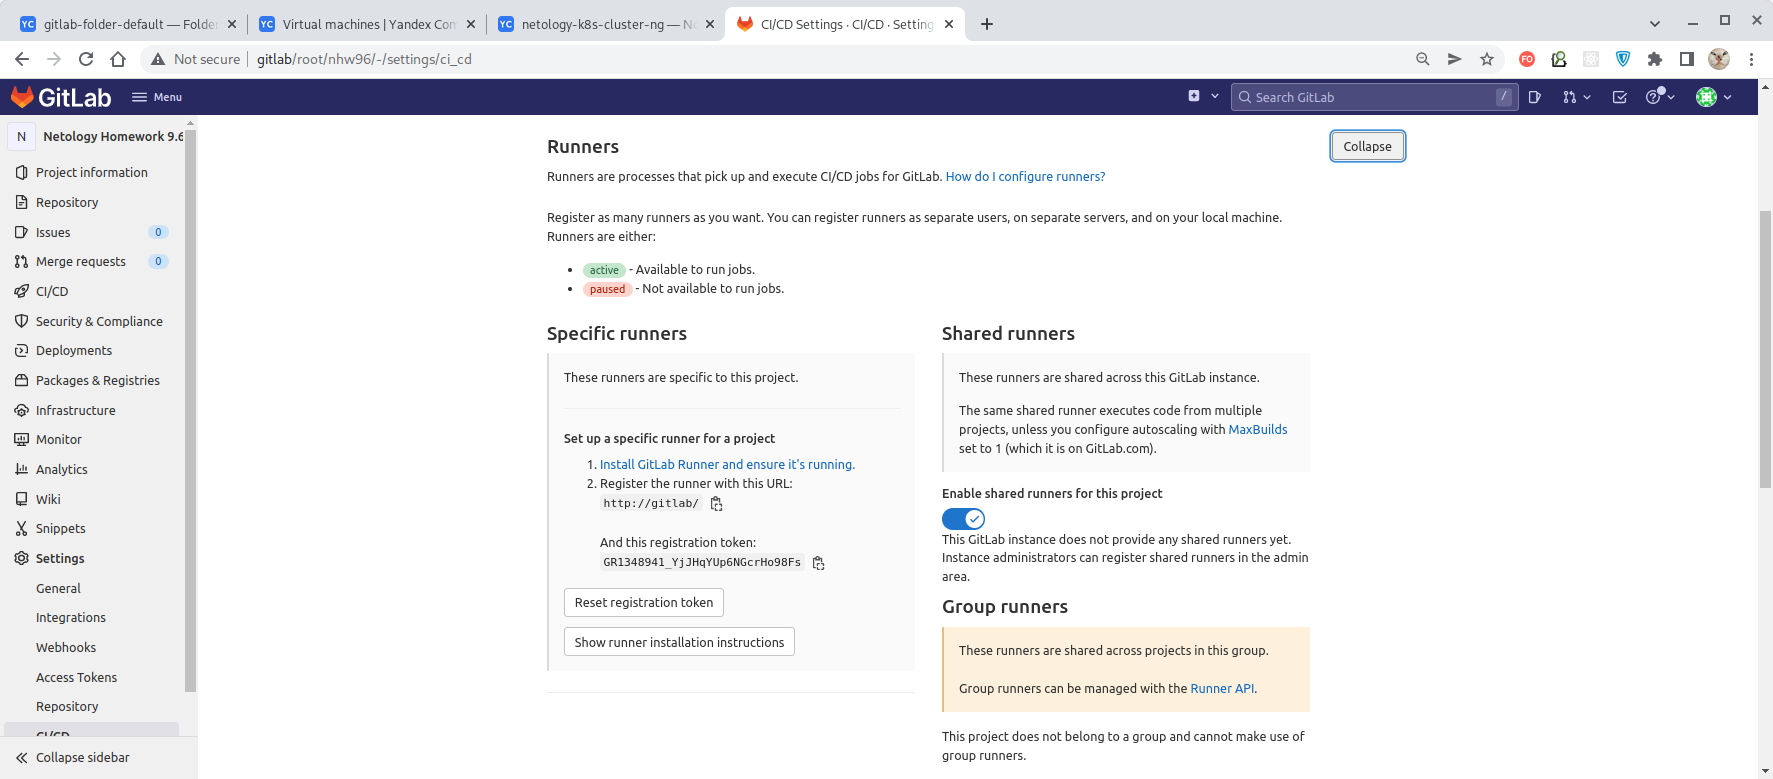 gitlab-folder-default — Folder
Virtual machines | Yandex Com
netology-k8s-cluster-ng — Ne
CI/CD Settings · CI/CD · Setting
Not secure
gitlab/root/nhw96/-/settings/ci_cd
FO
GitLab
Menu
Search GitLab
/
N
Netology Homework 9.6
Project information
Repository
Issues
0
Merge requests
0
CI/CD
Security & Compliance
Deployments
Packages & Registries
Infrastructure
Monitor
Analytics
Wiki
Snippets
Settings
General
Integrations
Webhooks
Access Tokens
Repository
CI/CD
Collapse sidebar
Runners
Collapse
Runners are processes that pick up and execute CI/CD jobs for GitLab. How do I configure runners?
Register as many runners as you want. You can register runners as separate users, on separate servers, and on your local machine.
Runners are either:
• active - Available to run jobs.
• paused - Not available to run jobs.
Specific runners
These runners are specific to this project.
Set up a specific runner for a project
1. Install GitLab Runner and ensure it's running.
2. Register the runner with this URL:
http://gitlab/
And this registration token:
GR1348941_YjJHqYUp6NGcrHo98Fs
Reset registration token
Show runner installation instructions
Shared runners
These runners are shared across this GitLab instance.
The same shared runner executes code from multiple
projects, unless you configure autoscaling with MaxBuilds
set to 1 (which it is on GitLab.com).
Enable shared runners for this project
This GitLab instance does not provide any shared runners yet.
Instance administrators can register shared runners in the admin
area.
Group runners
These runners are shared across projects in this group.
Group runners can be managed with the Runner API.
This project does not belong to a group and cannot make use of
group runners.